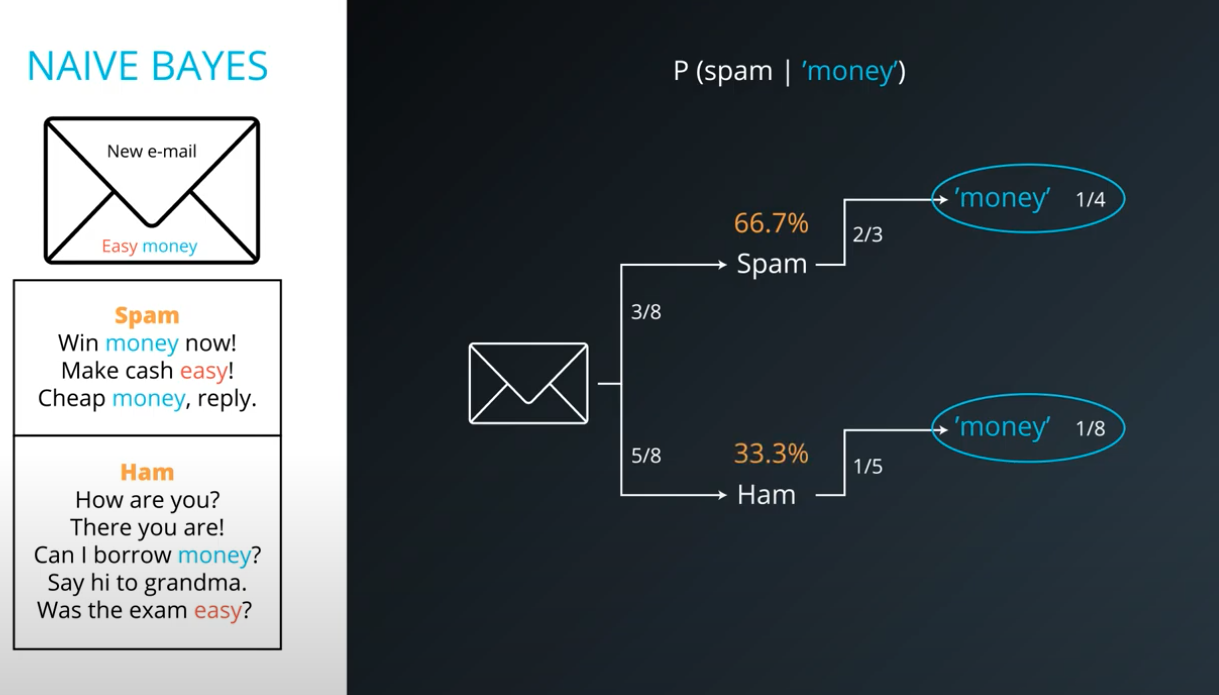 NAIVE BAYES
New e-mail
Easy money
Spam
Win money now!
Make cash easy!
Cheap money, reply.
Ham
How are you?
There you are!
Can I borrow money?
Say hi to grandma.
Was the exam easy?
P (spam | ’money’)
66.7%
Spam
3/8
2/3
’money’ 1/4
33.3%
Ham
5/8
1/5
’money’ 1/8